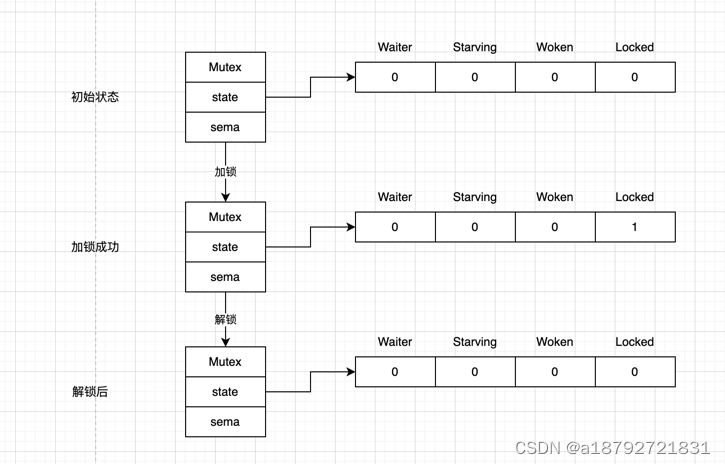 Waiter Starving Woken Locked
Mutex
0 0 0 0
初始状态 state
sema
加锁
Waiter Starving Woken Locked
Mutex
0 0 0 1
加锁成功 state
sema
解锁
Waiter Starving Woken Locked
Mutex
0 0 0 0
解锁后 state
sema
CSDN @a18792721831